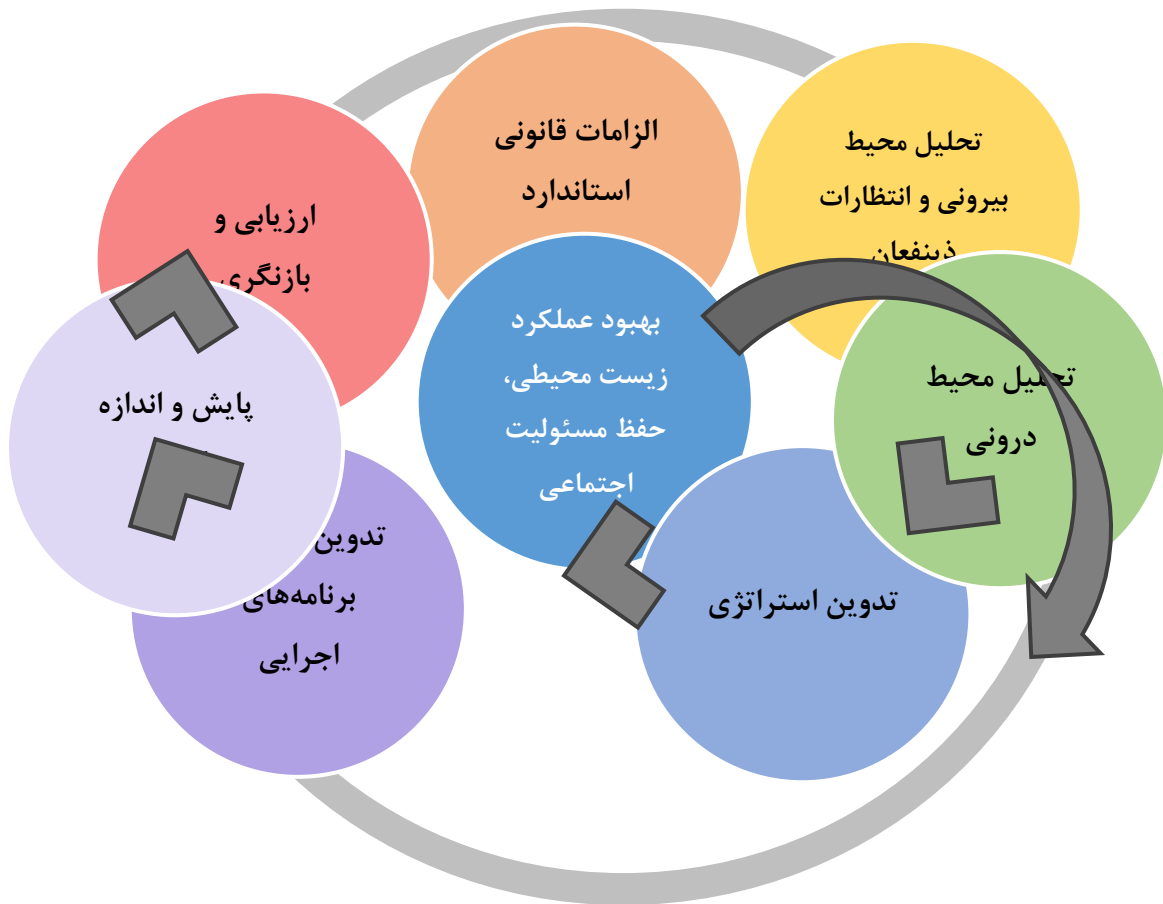 الزامات قانونی
استاندارد
تحلیل محیط
بیرونی و انتظارات
ذینفعان
ارزیابی و
بازنگری
بهبود عملکرد
زیست محیطی،
حفظ مسئولیت
اجتماعی
تحلیل محیط
درونی
پایش و اندازه
تدوین
برنامه‌های
اجرایی
تدوین استراتژی